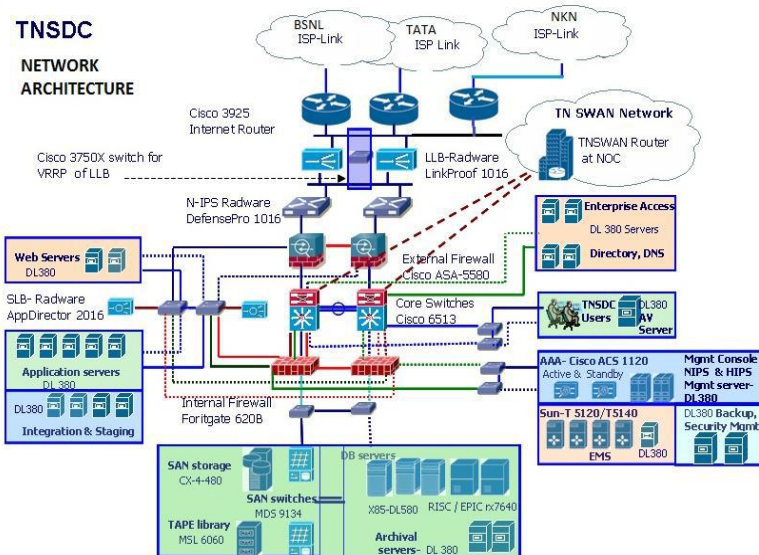 TNSDC
NETWORK
ARCHITECTURE
BSNL
ISP-Link
TATA
ISP Link
NKN
ISP-Link
Cisco 3925
Internet Router
Cisco 3750X switch for
VRRP of LLB
LLB-Radware
LinkProof 1016
TN SWAN Network
TNSWAN Router
at NOC
N-IPS Radware
DefensePro 1016
Enterprise Access
DL 380 Servers
Directory, DNS
Web Servers
DL380
External Firewall
Cisco ASA-5580
SLB- Radware
AppDirector 2016
Core Switches
Cisco 6513
TNSDC
Users
DL380
AV
Server
Application servers
DL 380
AAA- Cisco ACS 1120
Active & Standby
Mgmt Console
NIPS & HIPS
Mgmt server-
DL380
DL380
Integration & Staging
Internal Firewall
Foritgate 620B
Sun-T 5120/T5140
EMS
DL380
DL380 Backup,
Security Mgmt
SAN storage
CX-4-480
SAN switches
MDS 9134
TAPE library
MSL 6060
DB servers
X85-DL580
RISC / EPIC rx7640
Archival
servers- DL 380